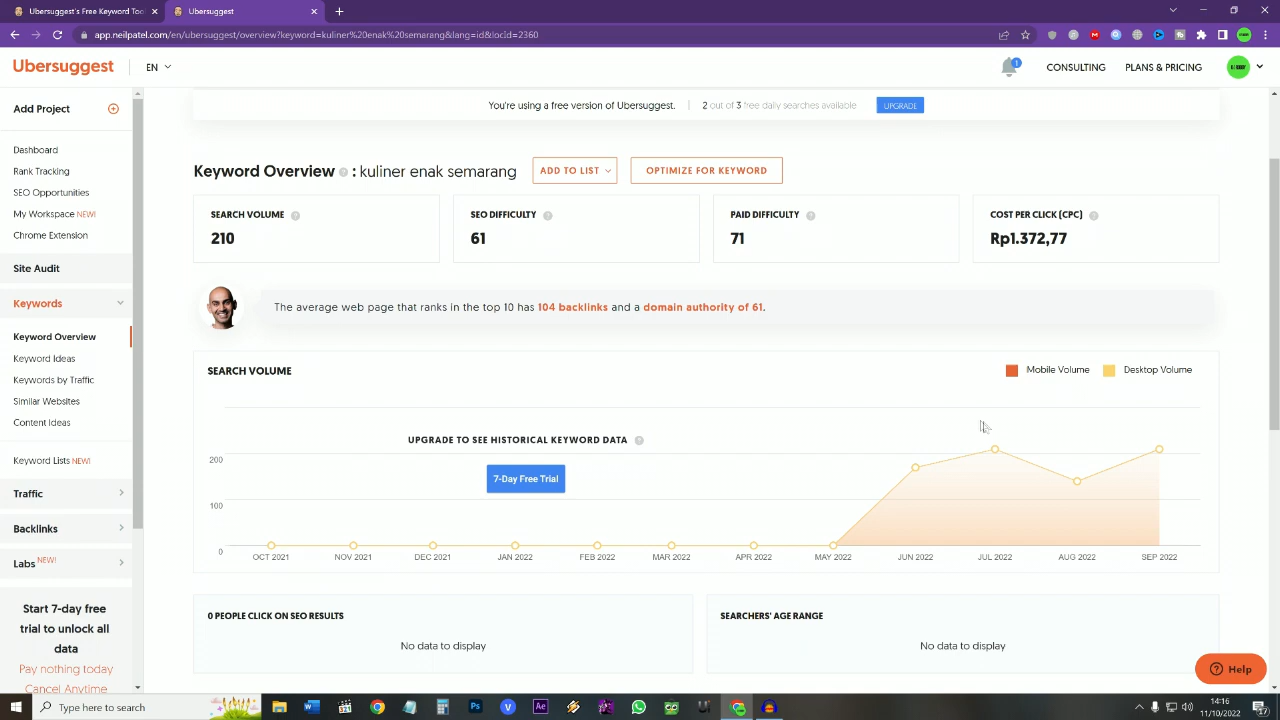 Ubersuggest's Free Keyword Tool
Ubersuggest
app.neilpatel.com/en/ubersuggest/overview?keyword=kuliner%20enak%20semarang&lang=id&locId=2360
Ubersuggest
EN
1
CONSULTING
PLANS & PRICING
Add Project
You're using a free version of Ubersuggest.
2 out of 3 free daily searches available
UPGRADE
Dashboard
Rank Tracking
SEO Opportunities
My Workspace NEW!
Chrome Extension
Site Audit
Keywords
Keyword Overview
Keyword Ideas
Keywords by Traffic
Similar Websites
Content Ideas
Keyword Lists NEW!
Traffic
Backlinks
Labs NEW!
Start 7-day free
trial to unlock all
data
Pay nothing today
Cancel Anytime
Keyword Overview ? : kuliner enak semarang
ADD TO LIST
OPTIMIZE FOR KEYWORD
SEARCH VOLUME ?
210
SEO DIFFICULTY ?
61
PAID DIFFICULTY ?
71
COST PER CLICK (CPC) ?
Rp1.372,77
The average web page that ranks in the top 10 has 104 backlinks and a domain authority of 61.
SEARCH VOLUME
Mobile Volume
Desktop Volume
UPGRADE TO SEE HISTORICAL KEYWORD DATA ?
7-Day Free Trial
200
100
0
OCT 2021 NOV 2021 DEC 2021 JAN 2022 FEB 2022 MAR 2022 APR 2022 MAY 2022 JUN 2022 JUL 2022 AUG 2022 SEP 2022
0 PEOPLE CLICK ON SEO RESULTS
No data to display
SEARCHERS' AGE RANGE
No data to display
? Help
Type here to search
14:16
11/10/2022